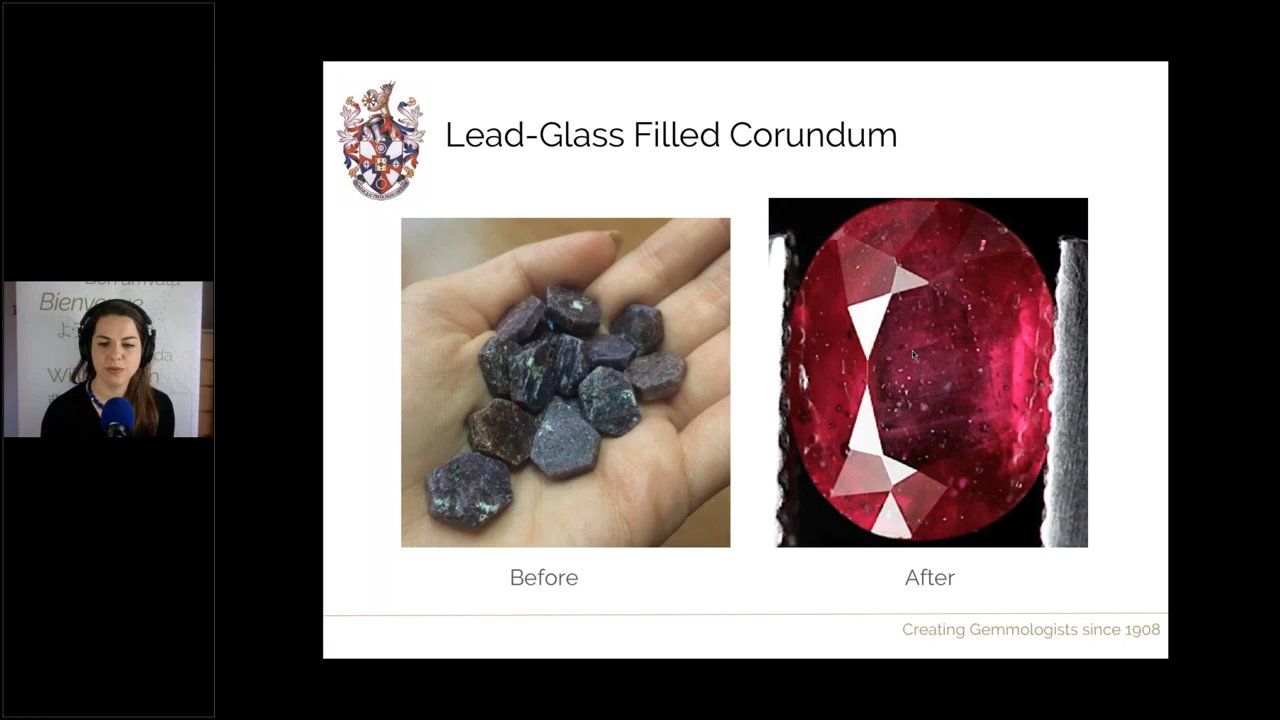 Lead-Glass Filled Corundum
Before
After
Creating Gemmologists since 1908
Bienvenue